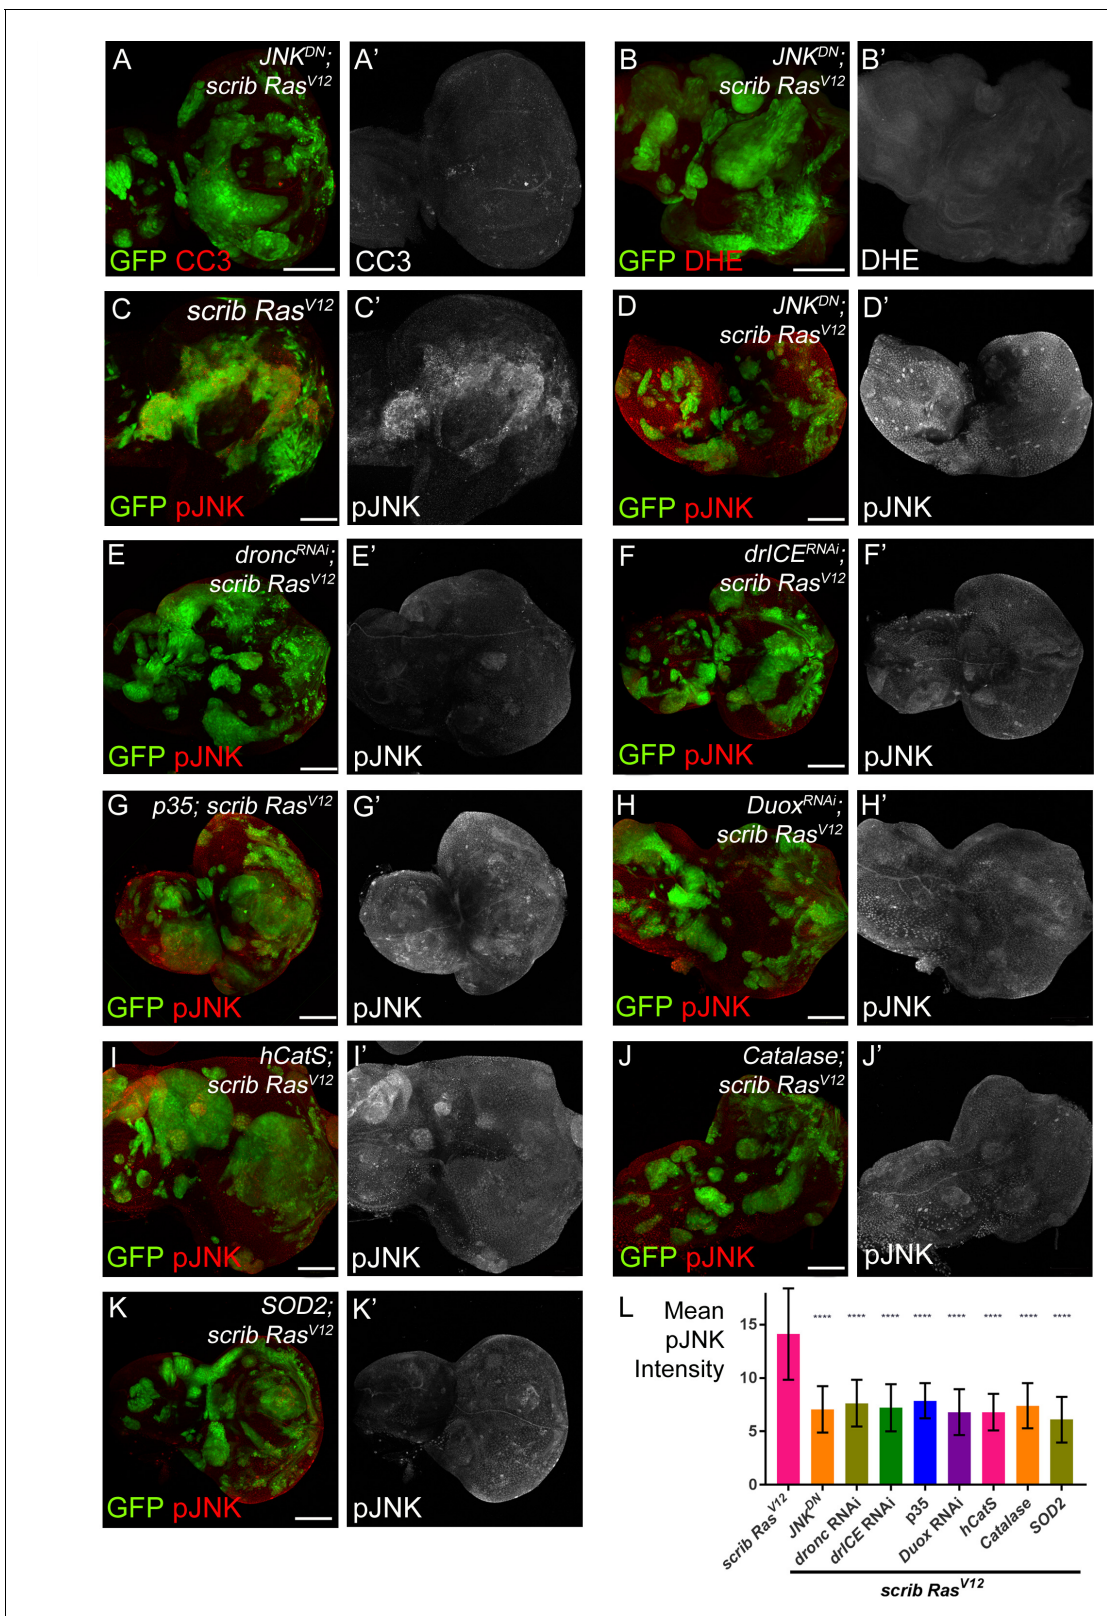 A JNK^DN; A' B JNK^DN; B'
scrib Ras^V12 scrib Ras^V12
GFP CC3 CC3 GFP DHE DHE
C scrib Ras^V12 C' D JNK^DN; D'
scrib Ras^V12
GFP pJNK pJNK GFP pJNK pJNK
E dronc^RNAi; E' F drICE^RNAi; F'
scrib Ras^V12 scrib Ras^V12
GFP pJNK pJNK GFP pJNK pJNK
G p35; scrib Ras^V12 G' H Duox^RNAi; H'
scrib Ras^V12
GFP pJNK pJNK GFP pJNK pJNK
I hCatS; I' J Catalase; J'
scrib Ras^V12 scrib Ras^V12
GFP pJNK pJNK GFP pJNK pJNK
K SOD2; K'
scrib Ras^V12
GFP pJNK pJNK
L Mean
pJNK
Intensity
**** **** **** **** **** **** **** ****
15
10
5
0
scrib Ras^V12
JNK^DN
dronc RNAi
drICE RNAi
p35
Duox RNAi
hCatS
Catalase
SOD2
scrib Ras^V12